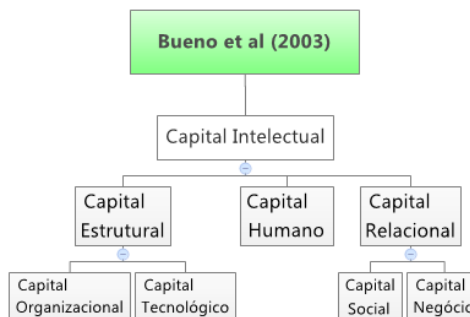 Bueno et al (2003)
Capital Intelectual
Capital
Estrutural
Capital
Humano
Capital
Relacional
Capital
Organizacional
Capital
Tecnológico
Capital
Social
Capital
Negócio